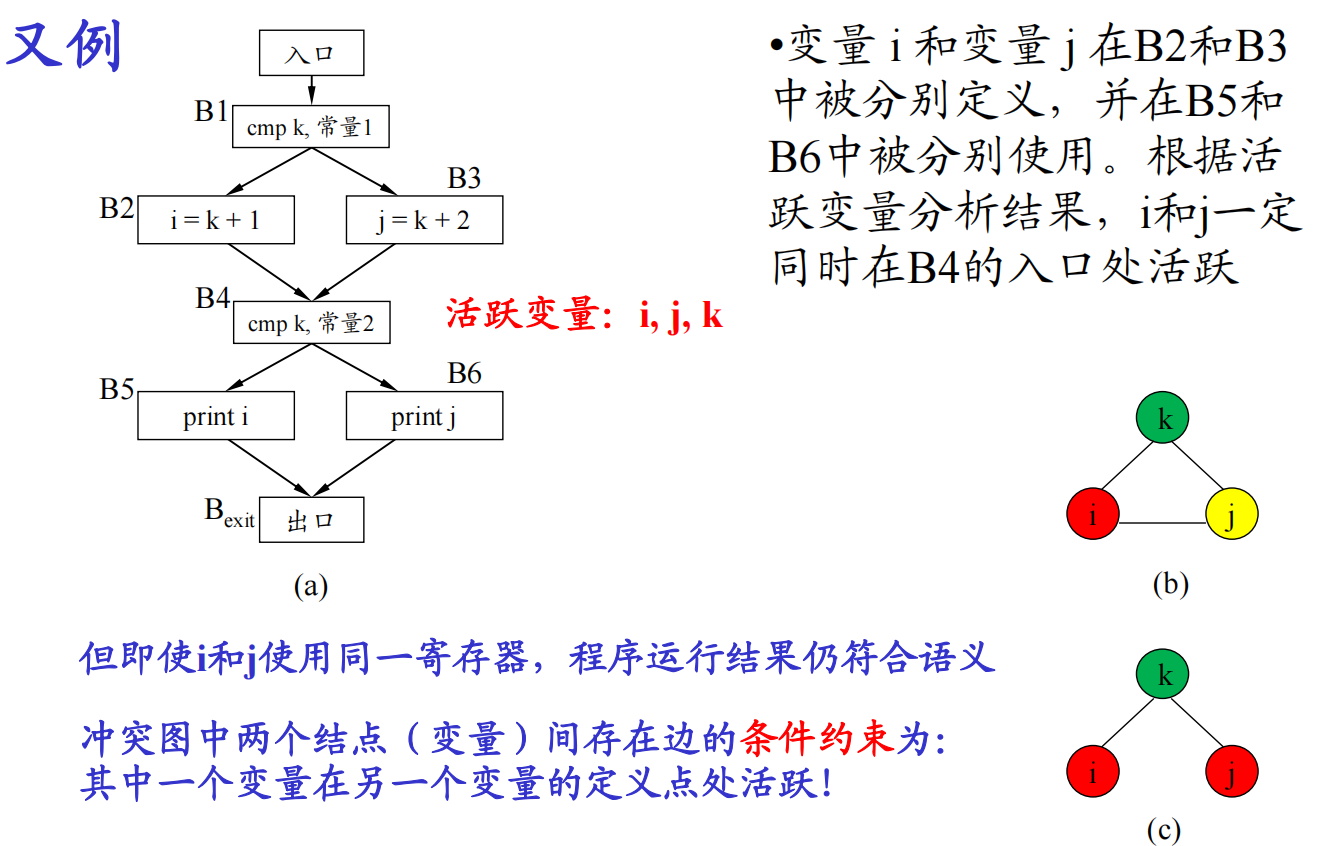 又例
入口
B1
cmp k, 常量1
B3
B2
i = k + 1
j = k + 2
B4
cmp k, 常量2
活跃变量：i, j, k
B5
B6
print i
print j
Bexit
出口
(a)
•变量 i 和变量 j 在B2和B3
中被分别定义，并在B5和
B6中被分别使用。根据活
跃变量分析结果，i和j一定
同时在B4的入口处活跃
k
i
j
(b)
但即使i和j使用同一寄存器，程序运行结果仍符合语义
冲突图中两个结点（变量）间存在边的条件约束为：
其中一个变量在另一个变量的定义点处活跃！
k
i
j
(c)